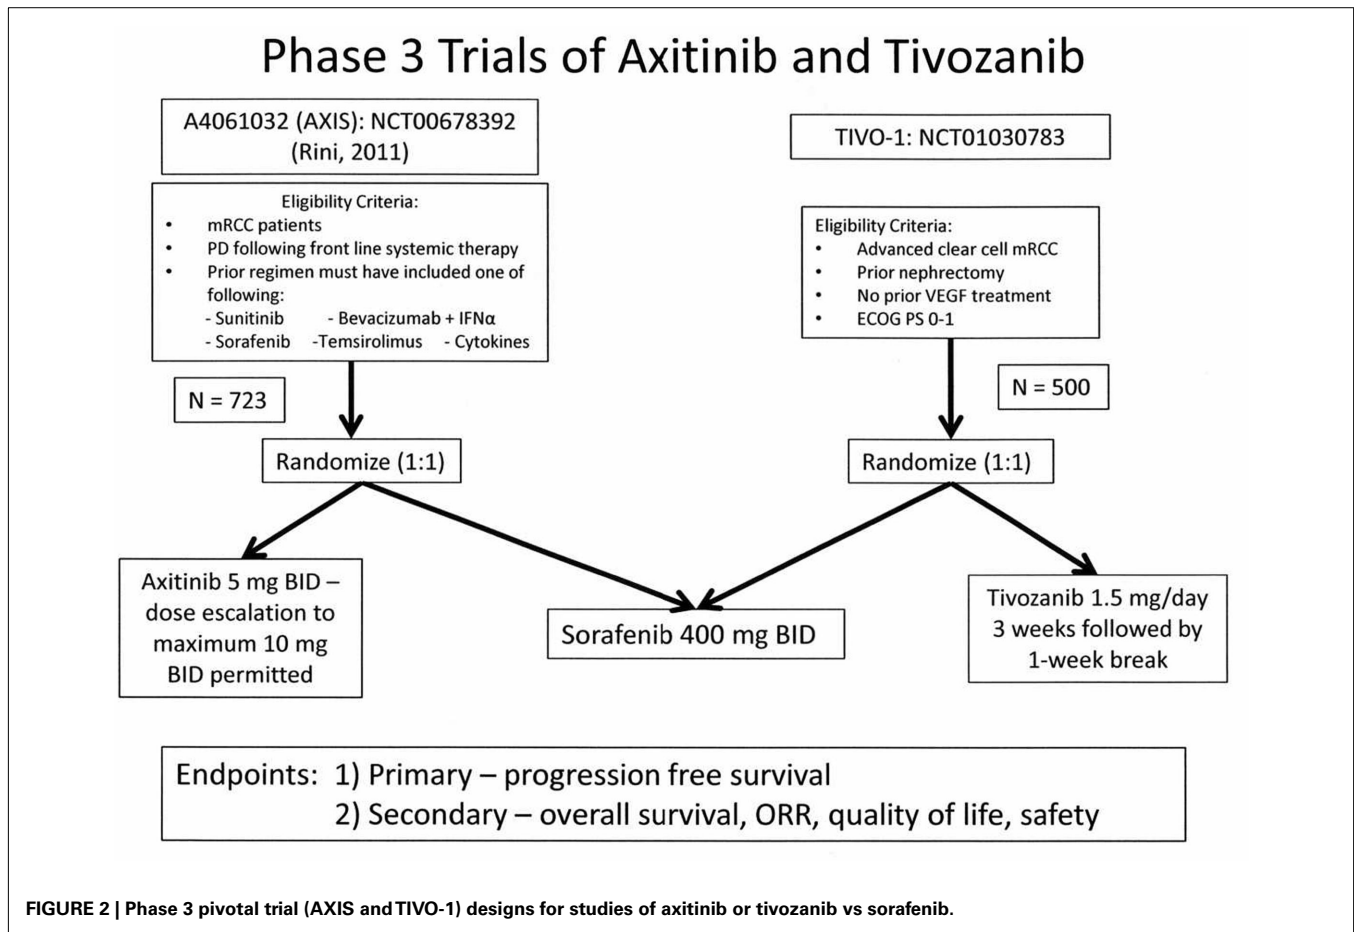 Phase 3 Trials of Axitinib and Tivozanib
A4061032 (AXIS): NCT00678392
(Rini, 2011)
Eligibility Criteria:
• mRCC patients
• PD following front line systemic therapy
• Prior regimen must have included one of
following:
- Sunitinib - Bevacizumab + IFNα
- Sorafenib -Temsirolimus - Cytokines
N = 723
Randomize (1:1)
Axitinib 5 mg BID –
dose escalation to
maximum 10 mg
BID permitted
TIVO-1: NCT01030783
Eligibility Criteria:
• Advanced clear cell mRCC
• Prior nephrectomy
• No prior VEGF treatment
• ECOG PS 0-1
N = 500
Randomize (1:1)
Sorafenib 400 mg BID
Tivozanib 1.5 mg/day
3 weeks followed by
1-week break
Endpoints: 1) Primary – progression free survival
2) Secondary – overall survival, ORR, quality of life, safety
FIGURE 2 | Phase 3 pivotal trial (AXIS and TIVO-1) designs for studies of axitinib or tivozanib vs sorafenib.